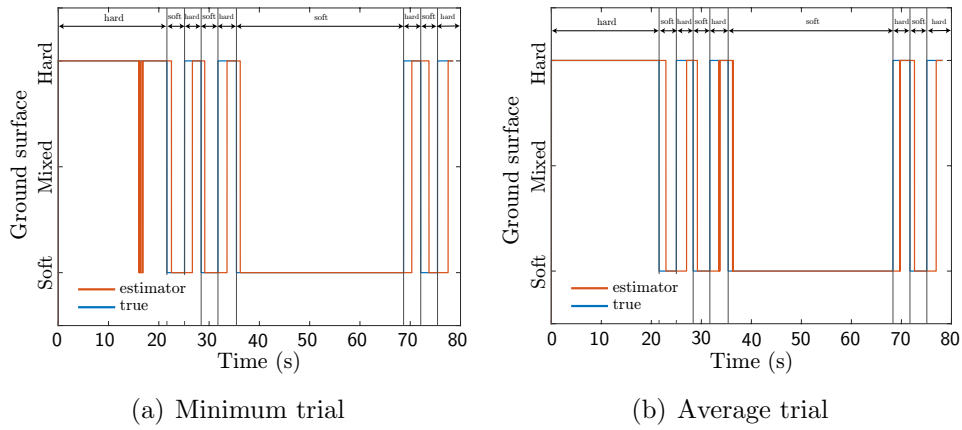 hard soft hard soft hard soft hard soft hard
Hard
Mixed
Soft
Ground surface
estimator
true
0 10 20 30 40 50 60 70 80
Time (s)
(a) Minimum trial
hard soft hard soft hard soft hard soft hard
Hard
Mixed
Soft
Ground surface
estimator
true
0 10 20 30 40 50 60 70 80
Time (s)
(b) Average trial